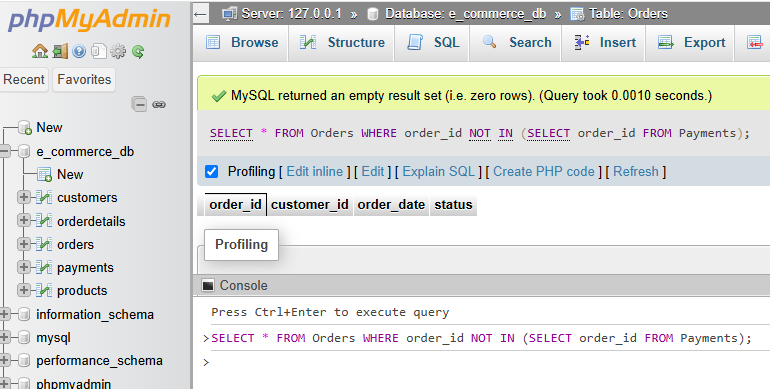 phpMyAdmin
Recent Favorites
New
e_commerce_db
New
customers
orderdetails
orders
payments
products
information_schema
mysql
performance_schema
phpmyadmin
Server: 127.0.0.1 » Database: e_commerce_db » Table: Orders
Browse Structure SQL Search Insert Export
MySQL returned an empty result set (i.e. zero rows). (Query took 0.0010 seconds.)
SELECT * FROM Orders WHERE order_id NOT IN (SELECT order_id FROM Payments);
Profiling [ Edit inline ] [ Edit ] [ Explain SQL ] [ Create PHP code ] [ Refresh ]
order_id customer_id order_date status
Profiling
Console
Press Ctrl+Enter to execute query
>SELECT * FROM Orders WHERE order_id NOT IN (SELECT order_id FROM Payments);
>